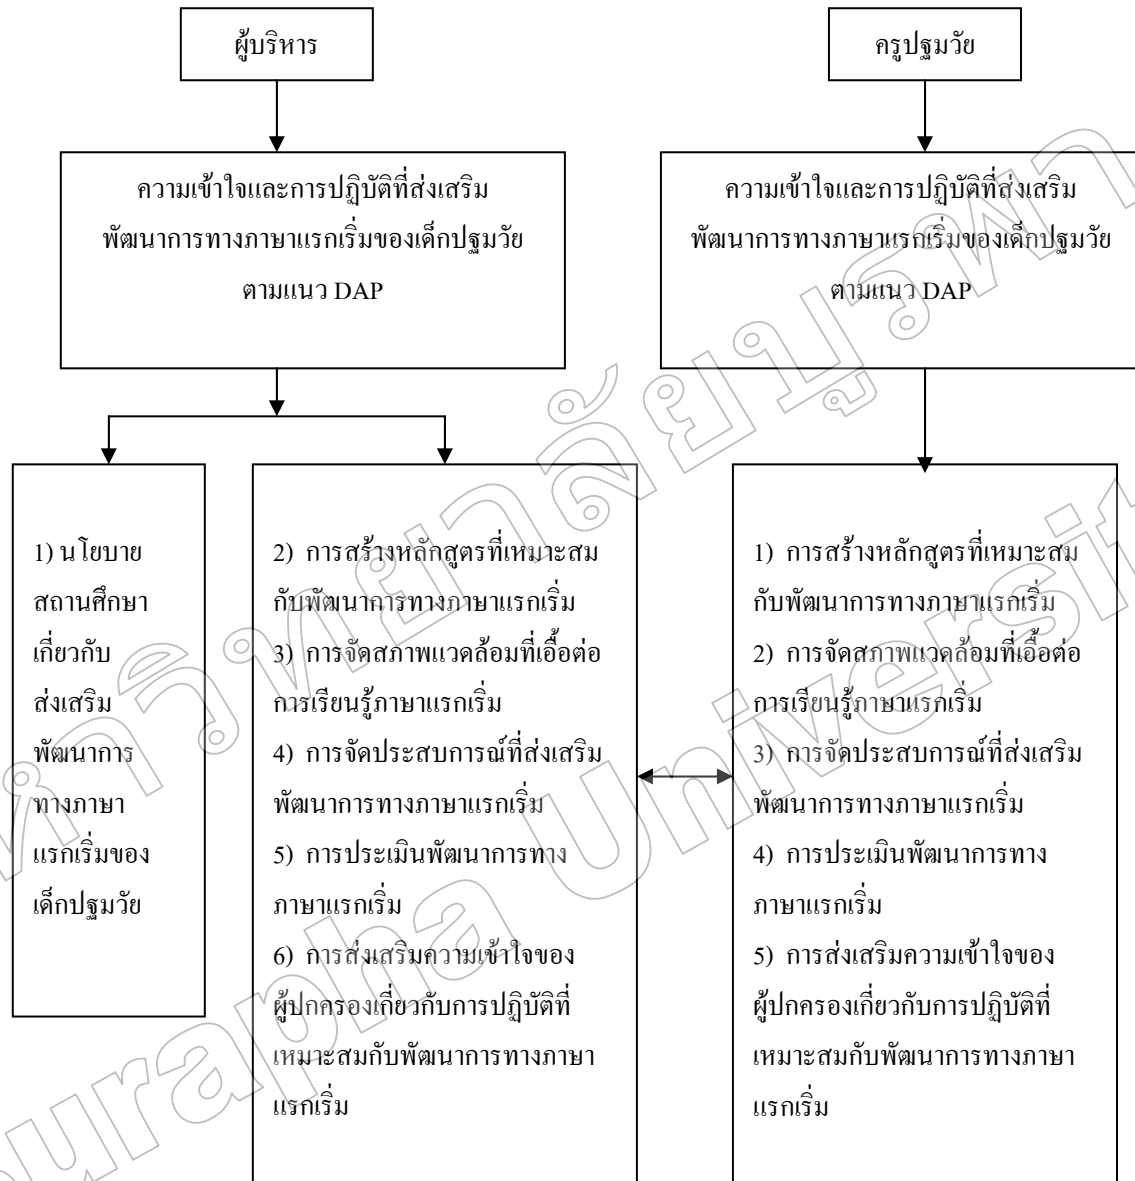 ผู้บริหาร
ครูปฐมวัย
ความเข้าใจและการปฏิบัติที่ส่งเสริม
พัฒนาการทางภาษาแรกเริ่มของเด็กปฐมวัย
ตามแนว DAP
ความเข้าใจและการปฏิบัติที่ส่งเสริม
พัฒนาการทางภาษาแรกเริ่มของเด็กปฐมวัย
ตามแนว DAP
1) นโยบาย
สถานศึกษา
เกี่ยวกับ
ส่งเสริม
พัฒนาการ
ทางภาษา
แรกเริ่มของ
เด็กปฐมวัย
2) การสร้างหลักสูตรที่เหมาะสม
กับพัฒนาการทางภาษาแรกเริ่ม
3) การจัดสภาพแวดล้อมที่เอื้อต่อ
การเรียนรู้ภาษาแรกเริ่ม
4) การจัดประสบการณ์ที่ส่งเสริม
พัฒนาการทางภาษาแรกเริ่ม
5) การประเมินพัฒนาการทาง
ภาษาแรกเริ่ม
6) การส่งเสริมความเข้าใจของ
ผู้ปกครองเกี่ยวกับการปฏิบัติที่
เหมาะสมกับพัฒนาการทางภาษา
แรกเริ่ม
1) การสร้างหลักสูตรที่เหมาะสม
กับพัฒนาการทางภาษาแรกเริ่ม
2) การจัดสภาพแวดล้อมที่เอื้อต่อ
การเรียนรู้ภาษาแรกเริ่ม
3) การจัดประสบการณ์ที่ส่งเสริม
พัฒนาการทางภาษาแรกเริ่ม
4) การประเมินพัฒนาการทาง
ภาษาแรกเริ่ม
5) การส่งเสริมความเข้าใจของ
ผู้ปกครองเกี่ยวกับการปฏิบัติที่
เหมาะสมกับพัฒนาการทางภาษา
แรกเริ่ม
หาวิทยาลัยบูรพา
urapha Universit